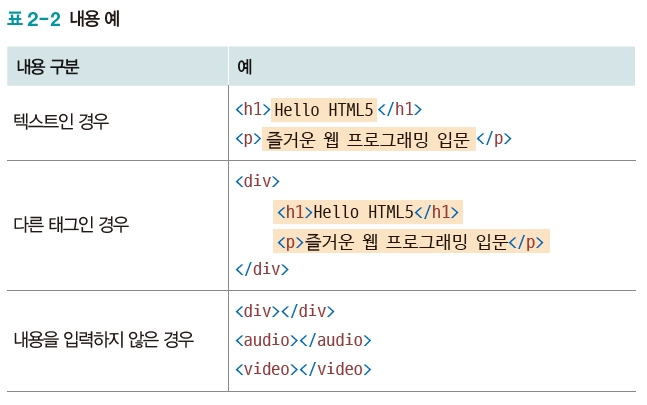 표 2-2 내용 예
내용 구분 예
텍스트인 경우
<h1>Hello HTML5</h1>
<p>즐거운 웹 프로그래밍 입문</p>
다른 태그인 경우
<div>
<h1>Hello HTML5</h1>
<p>즐거운 웹 프로그래밍 입문</p>
</div>
내용을 입력하지 않은 경우
<div></div>
<audio></audio>
<video></video>